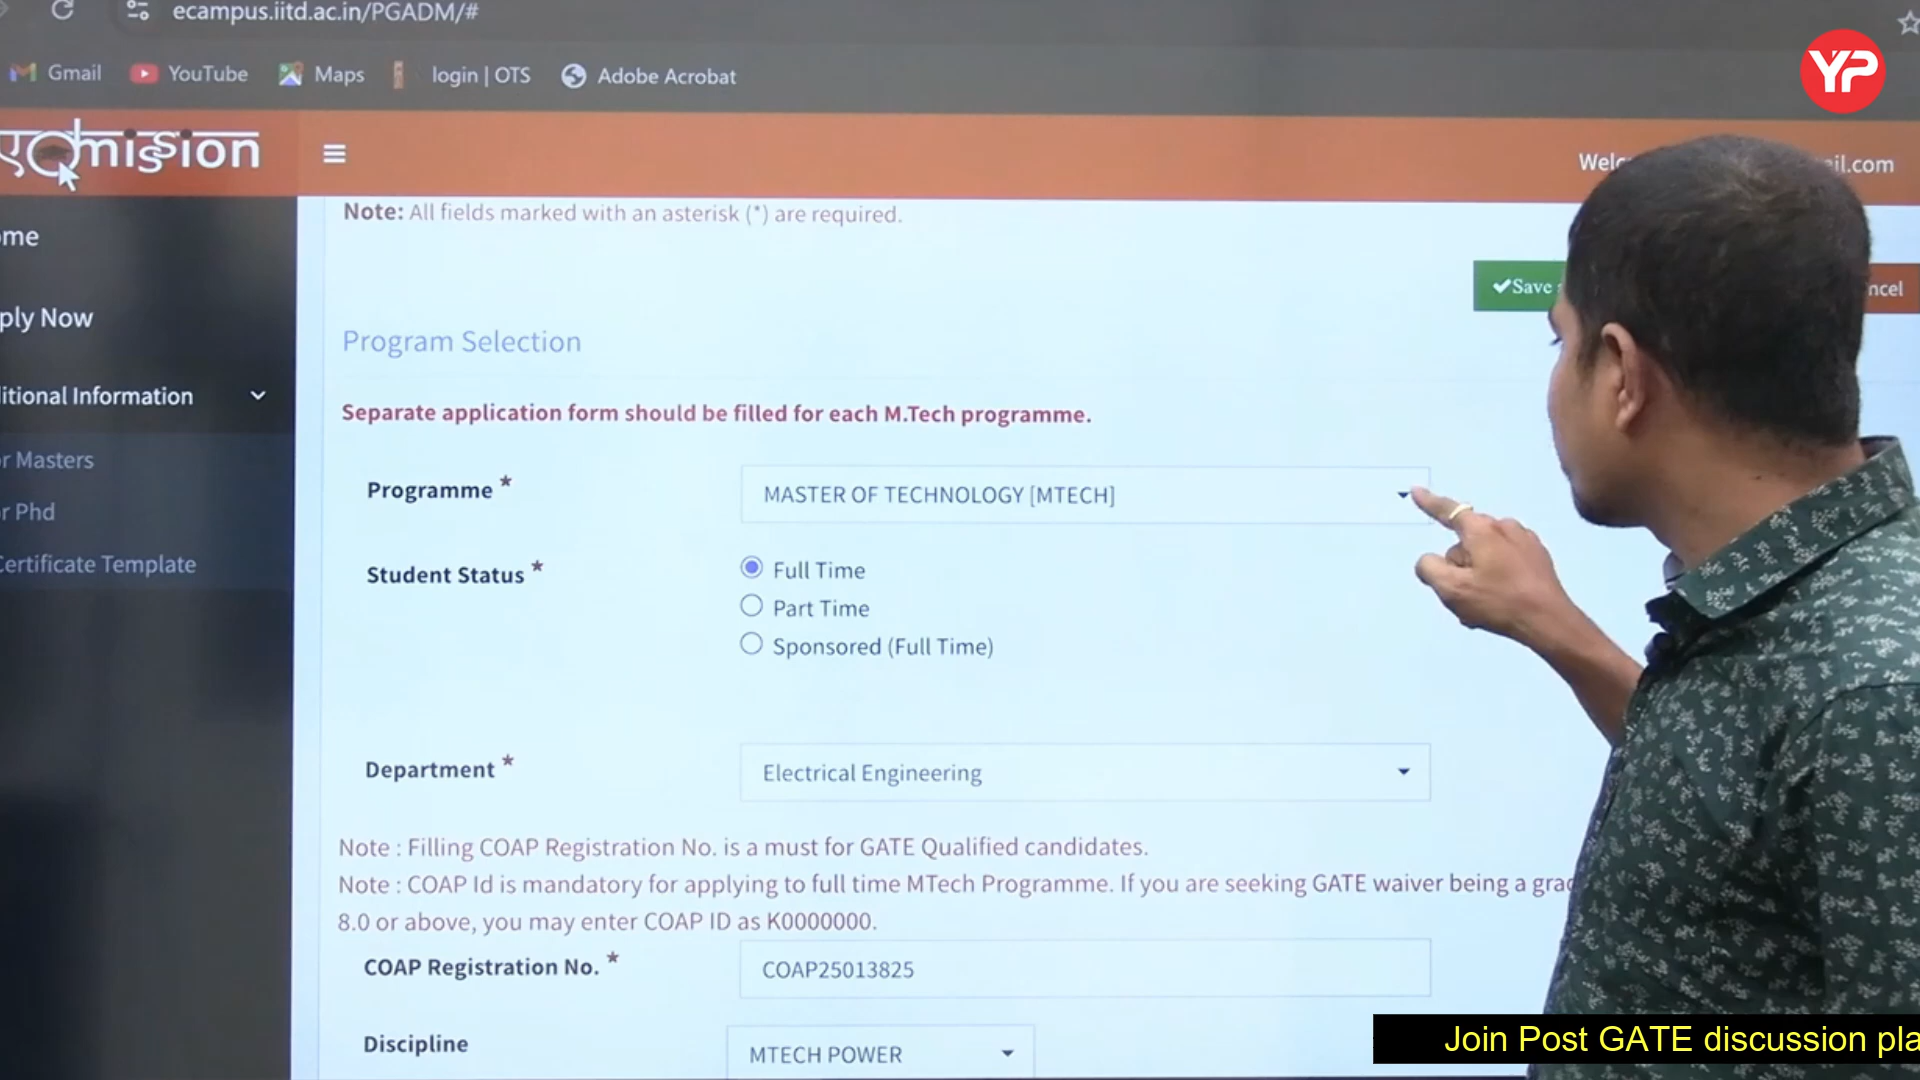 ecampus.iitd.ac.in/PGADM/#
Gmail YouTube Maps login | OTS Adobe Acrobat
YP
एdmission
Welc il.com
Note: All fields marked with an asterisk (*) are required.
ome
Save ncel
ply Now
Program Selection
itional Information
Separate application form should be filled for each M.Tech programme.
r Masters
Programme * MASTER OF TECHNOLOGY [MTECH]
r Phd
Certificate Template
Student Status * Full Time
Part Time
Sponsored (Full Time)
Department * Electrical Engineering
Note : Filling COAP Registration No. is a must for GATE Qualified candidates.
Note : COAP Id is mandatory for applying to full time MTech Programme. If you are seeking GATE waiver being a grad
8.0 or above, you may enter COAP ID as K0000000.
COAP Registration No. * COAP25013825
Discipline MTECH POWER
Join Post GATE discussion pla